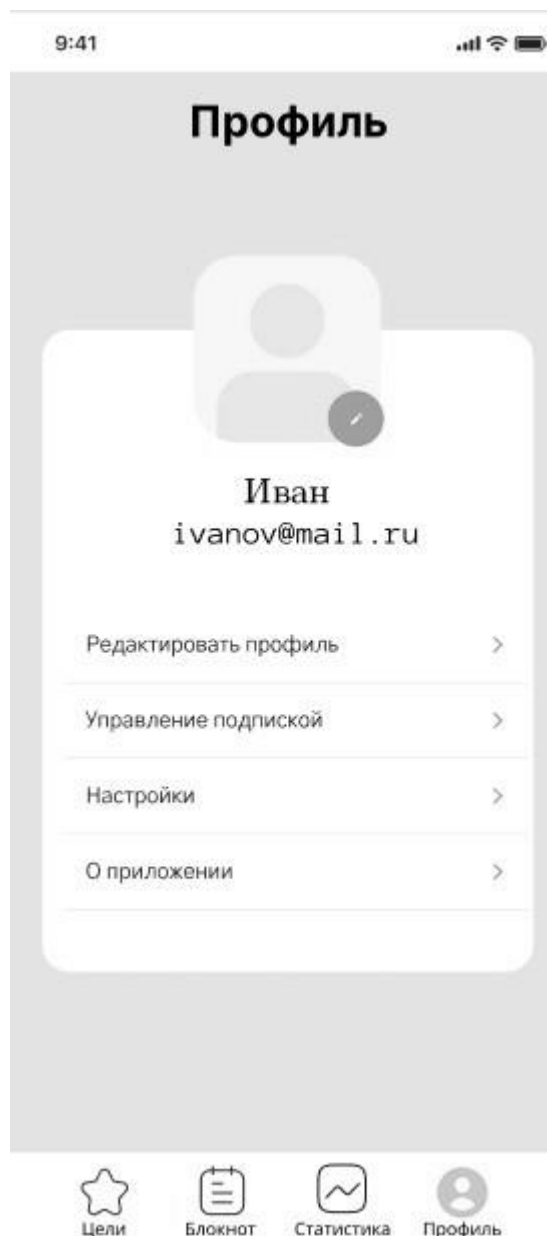 9:41
Профиль
Иван
ivanov@mail.ru
Редактировать профиль
Управление подпиской
Настройки
О приложении
Цели Блокнот Статистика Профиль